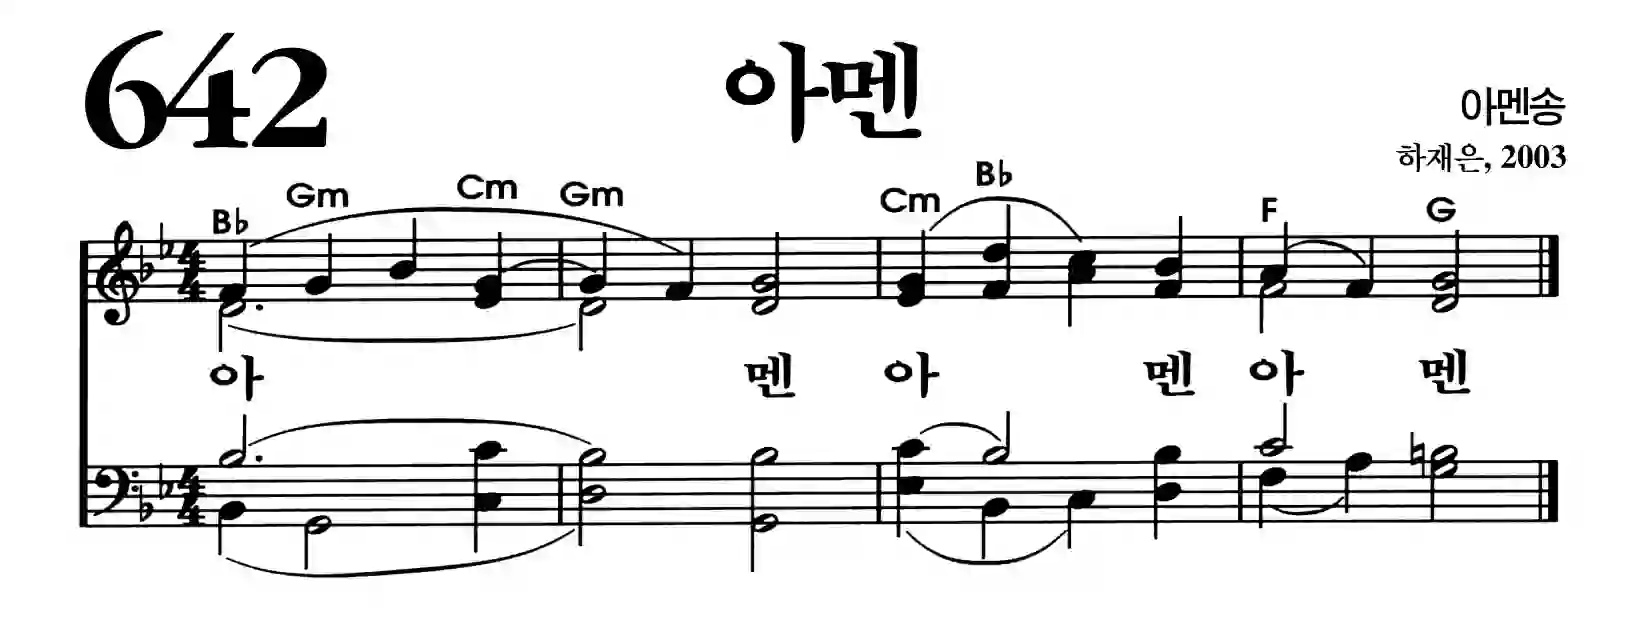 642
아멘
아멘송
하재은, 2003
B♭ Gm Cm Gm Cm B♭ F G
아 멘 아 멘 아 멘